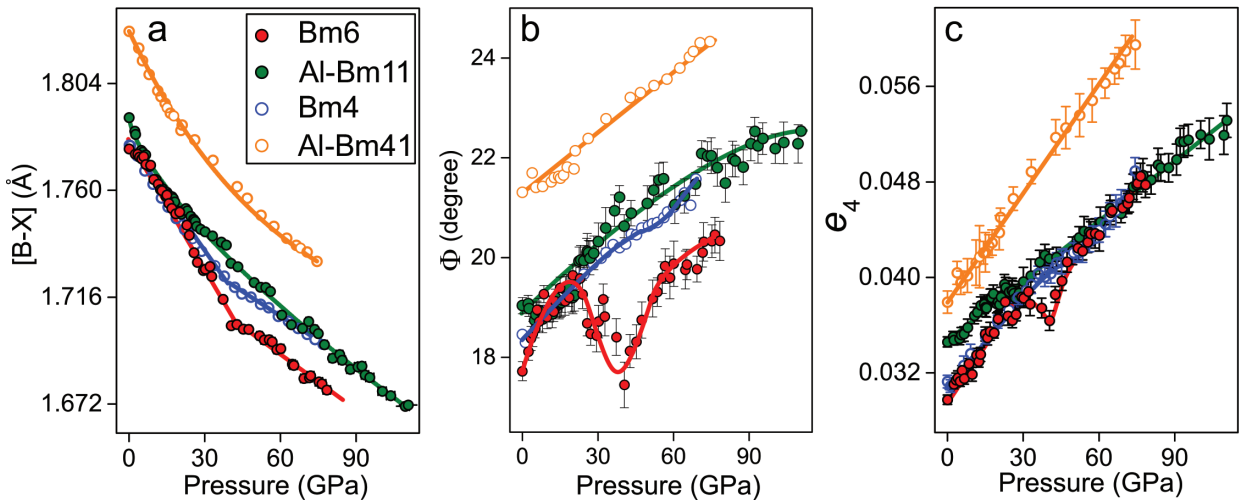 a
Bm6
Al-Bm11
Bm4
Al-Bm41
[B-X] (Å)
1.804
1.760
1.716
1.672
0 30 60 90
Pressure (GPa)
b
Φ (degree)
24
22
20
18
0 30 60 90
Pressure (GPa)
c
e4
0.056
0.048
0.040
0.032
0 30 60 90
Pressure (GPa)